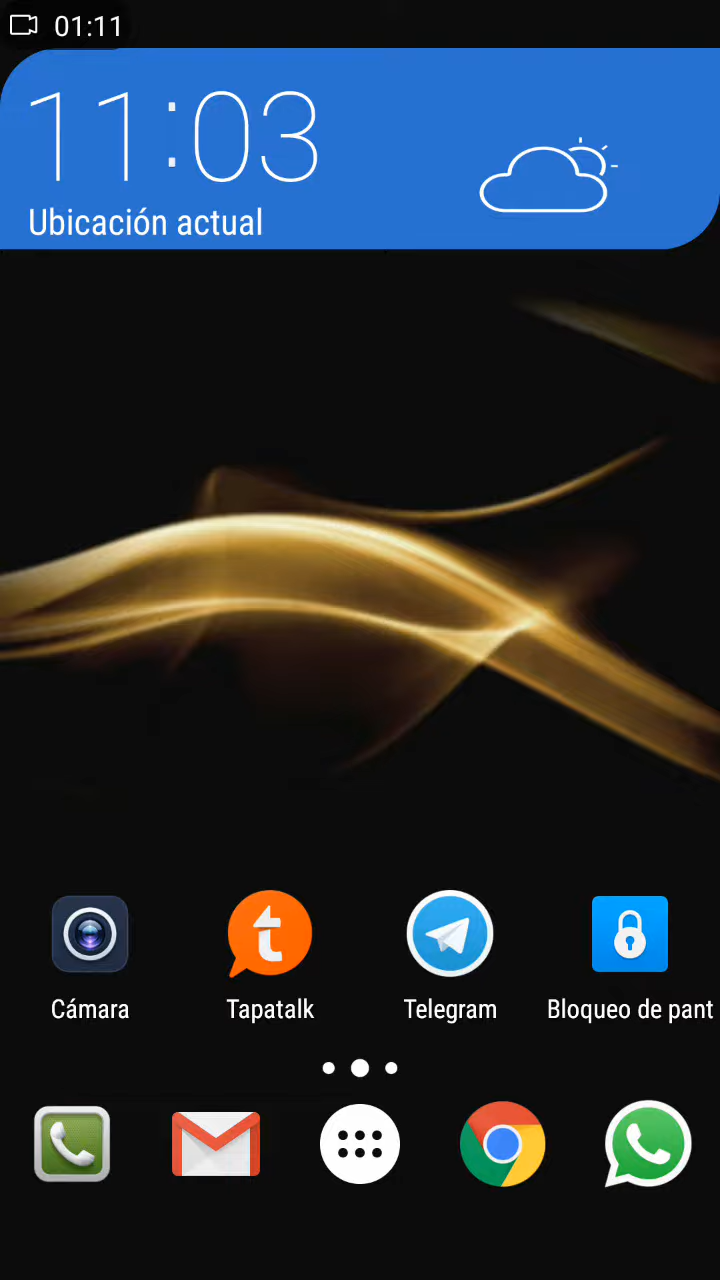 01:11
11:03
Ubicación actual
Cámara
Tapatalk
Telegram
Bloqueo de pant